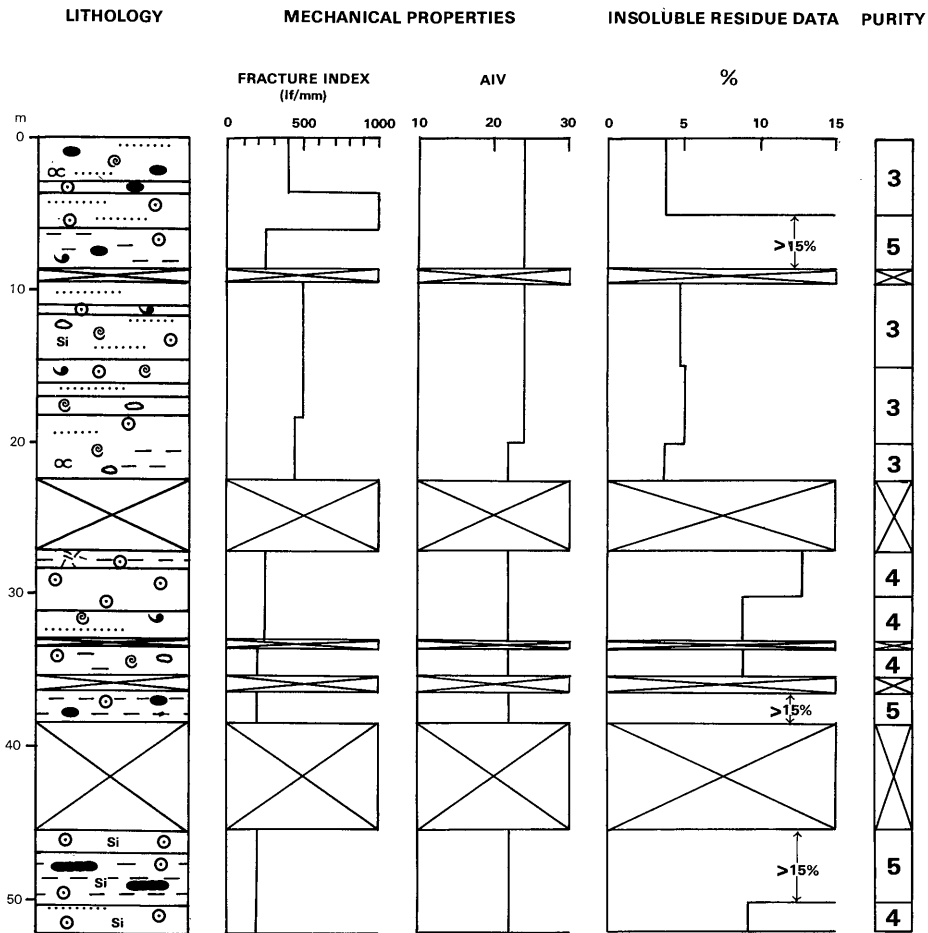 LITHOLOGY MECHANICAL PROPERTIES INSOLUBLE RESIDUE DATA PURITY
FRACTURE INDEX AIV %
(lf/mm)
m 0 500 1000 10 20 30 0 5 10 15
0
3
5
>15%
10
3
Si
3
20
3
4
30
4
4
>15%
5
40
Si
>15%
5
Si
50
4
Si